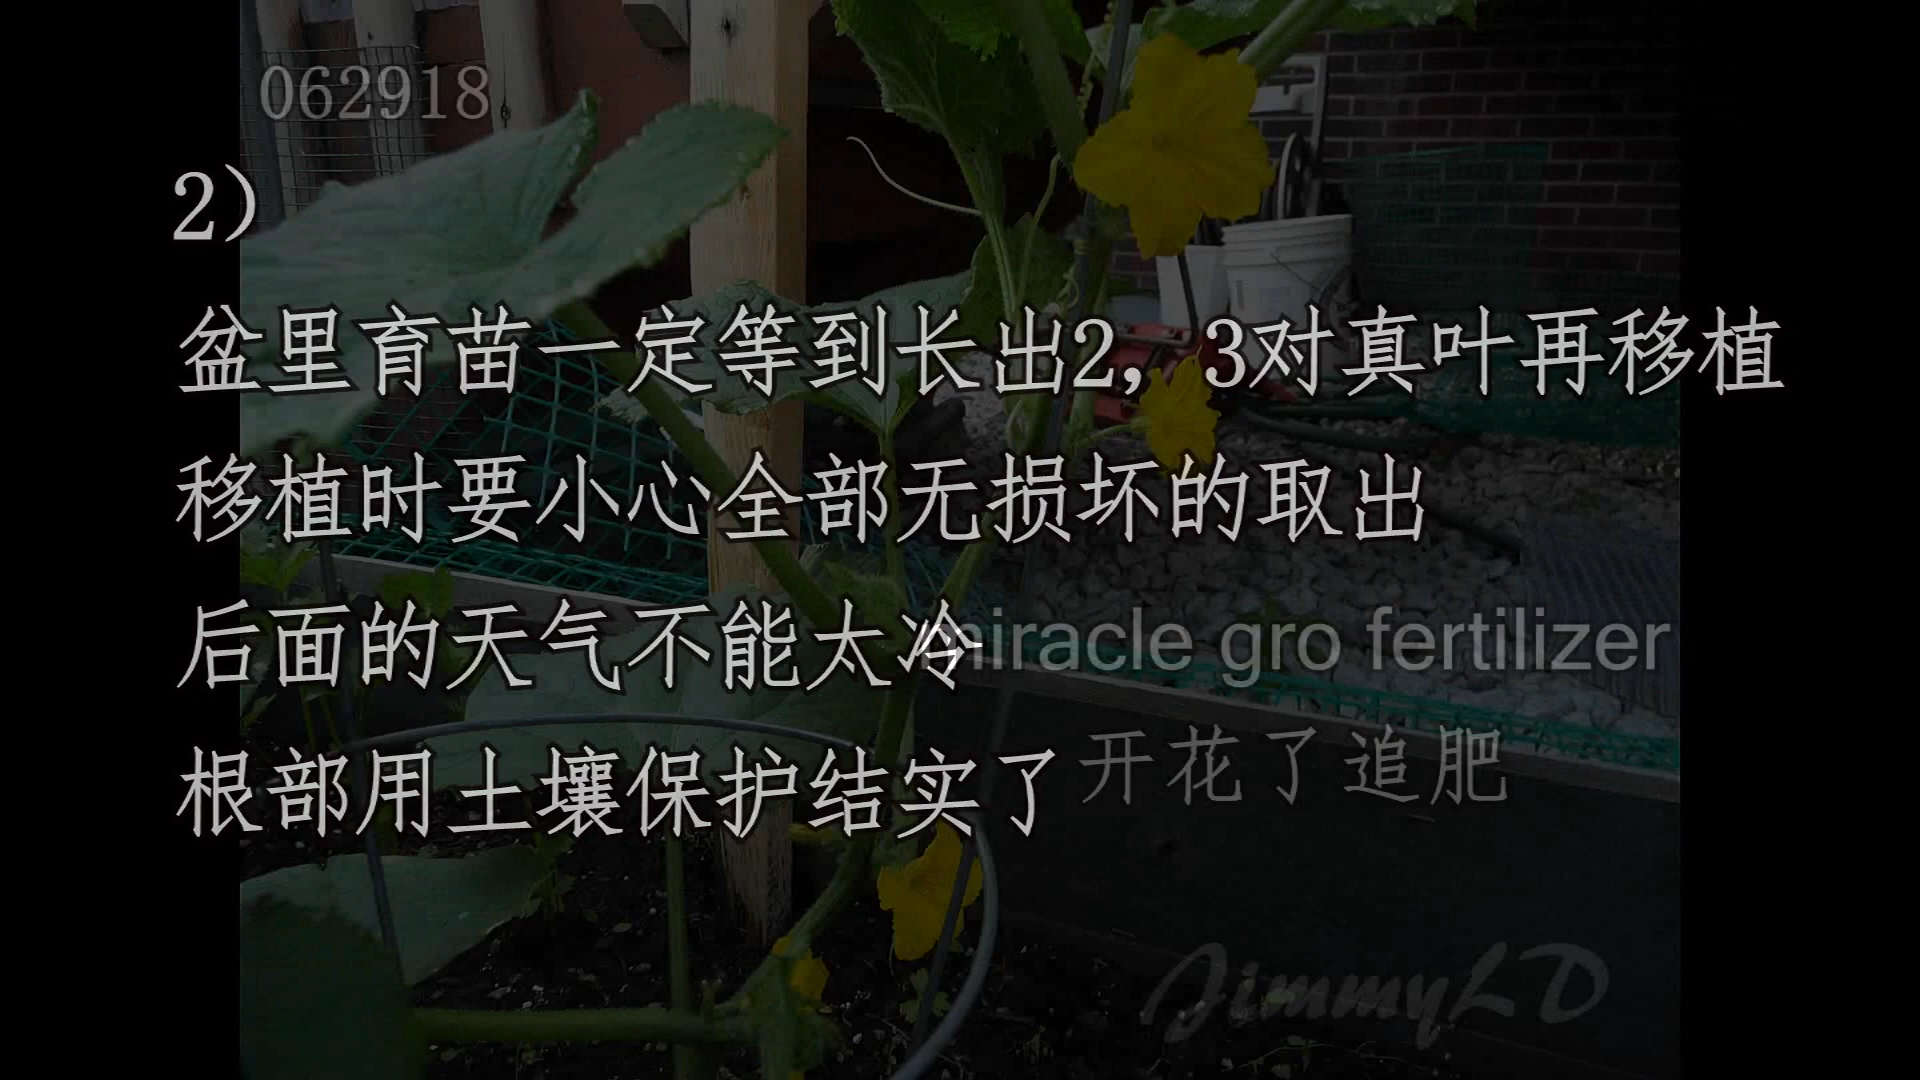 062918
2）
盆里育苗一定等到长出2，3对真叶再移植
移植时要小心全部无损坏的取出
后面的天气不能太冷
miracle gro fertilizer
根部用土壤保护结实了
开花了追肥
JimmyLD